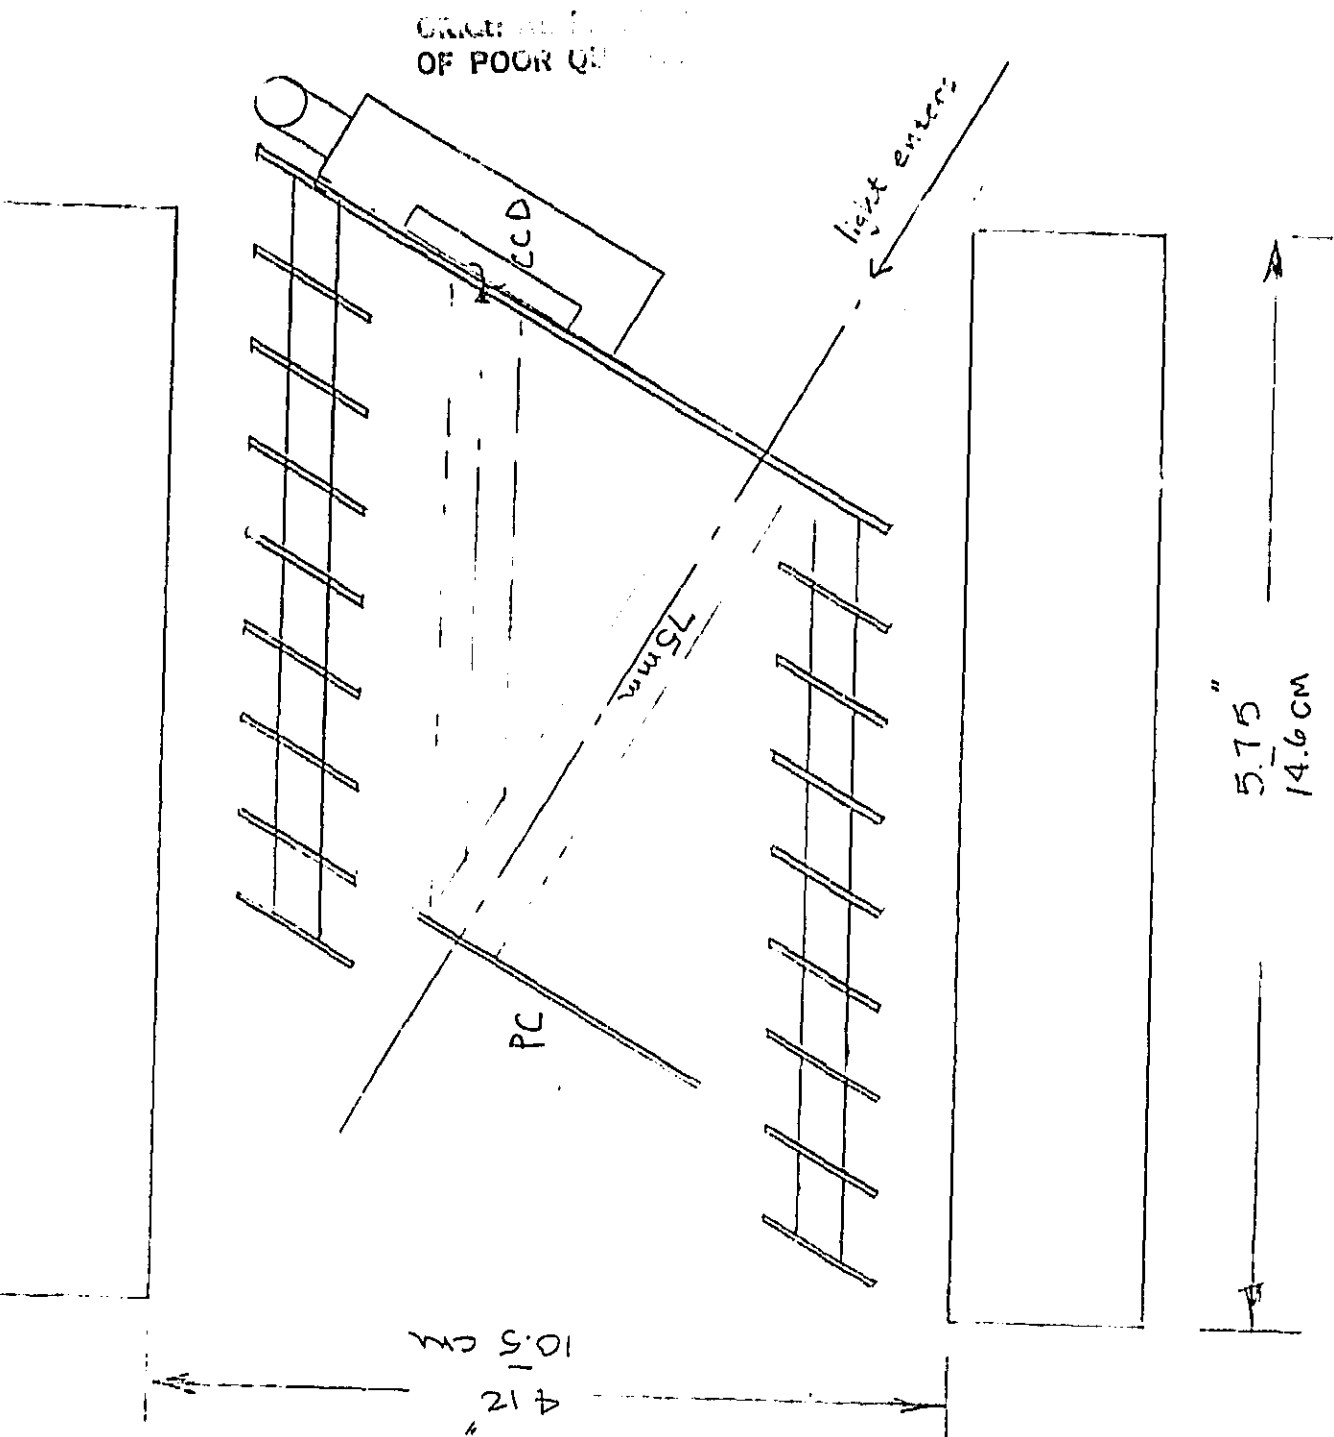 OF POOR
CCD
light enters
75mm
PC
5.75"
14.6 CM
4.12"
10.5 cm